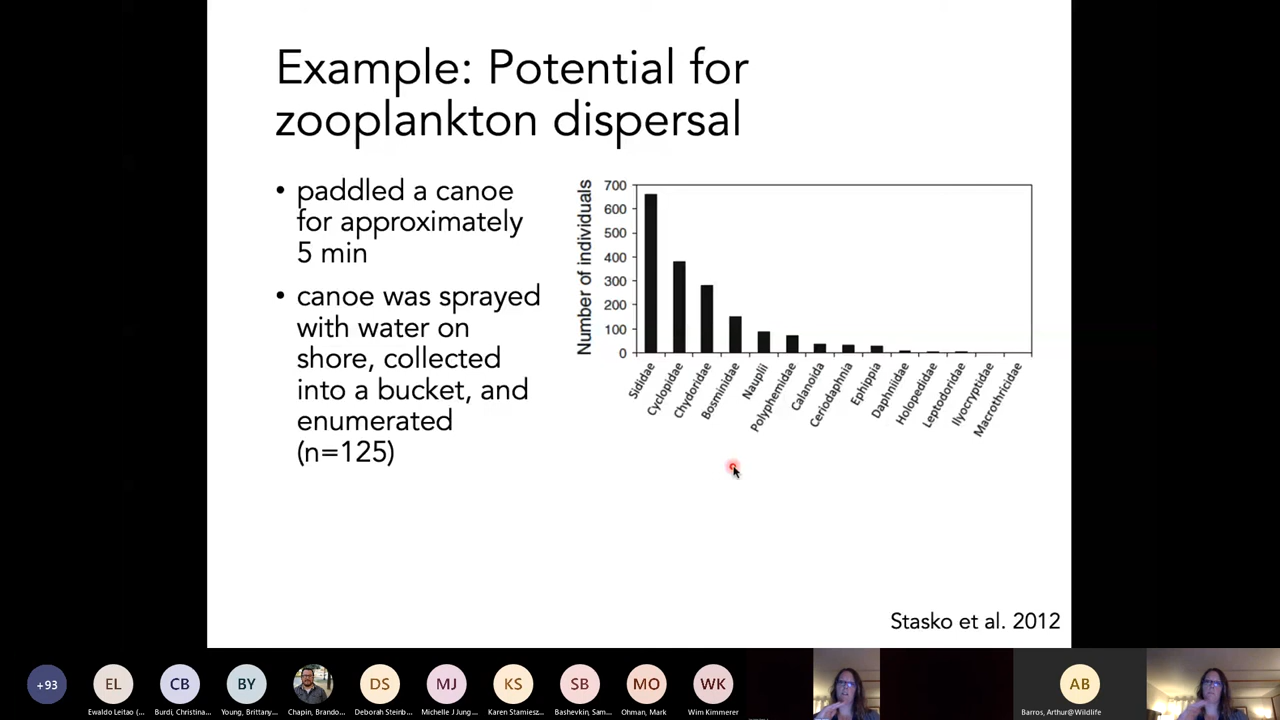 Example: Potential for
zooplankton dispersal
• paddled a canoe
for approximately
5 min
• canoe was sprayed
with water on
shore, collected
into a bucket, and
enumerated
(n=125)
Number of individuals
700
600
500
400
300
200
100
0
Sididae
Cyclopidae
Chydoridae
Bosminidae
Nauplii
Polyphemidae
Calanoida
Ceriodaphnia
Ephippia
Daphniidae
Holopedidae
Leptodoridae
Ilyocryptidae
Macrothricidae
Stasko et al. 2012
+93
EL
CB
BY
DS
MJ
KS
SB
MO
WK
AB
Ewaldo Leitao (...
Burdi, Christina...
Young, Brittany...
Chapin, Brando...
Deborah Steinb...
Michelle J Jung...
Karen Stamiesz...
Bashevkin, Sam...
Ohman, Mark
Wim Kimmerer
Barros, Arthur@Wildlife